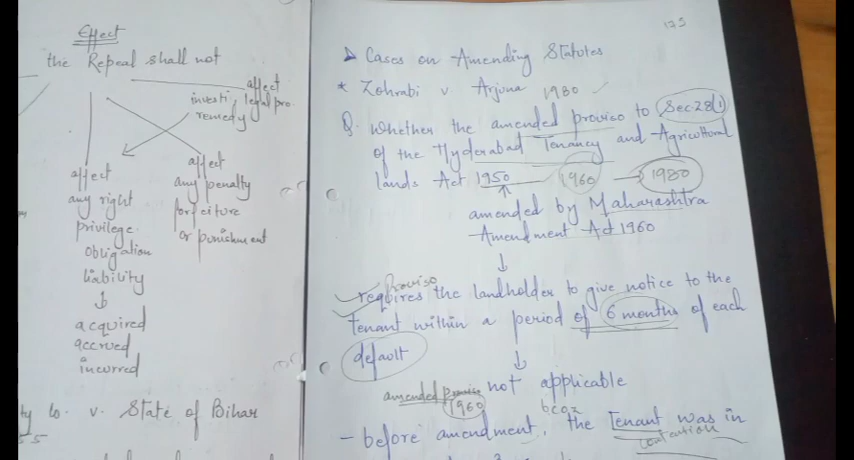 Effect
the Repeal shall not
affect
investi, legal pro.
remedy
affect
any right
privilege
obligation
liability
↓
acquired
accrued
incurred
affect
any penalty
forfeiture
or punishment
v. State of Bihar
➤ Cases on Amending Statutes
* Zohrabi v Arjuna 1980
Q. whether the amended proviso to Sec-28(1)
of the Hyderabad Tenancy and Agricultural
lands Act 1950 — 1960 → 1980
↑
amended by Maharashtra
Amendment Act 1960
↓
Proviso
requires the landholder to give notice to the
Tenant within a period of 6 months of each
default
↓
amended proviso not applicable
1960 bcoz
- before amendment, the Tenant was in